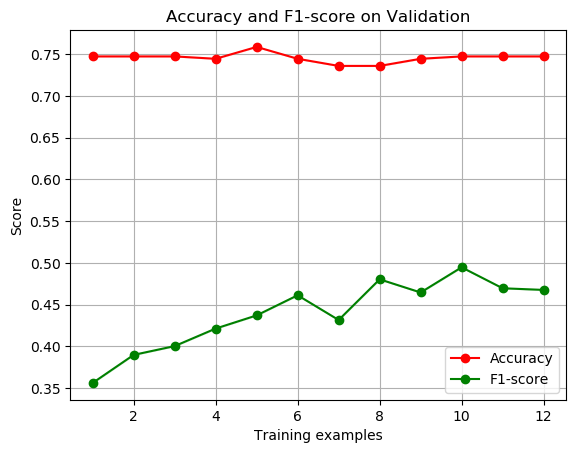 Accuracy and F1-score on Validation
0.75
0.70
0.65
0.60
0.55
0.50
0.45
0.40
0.35
Score
2 4 6 8 10 12
Training examples
Accuracy
F1-score